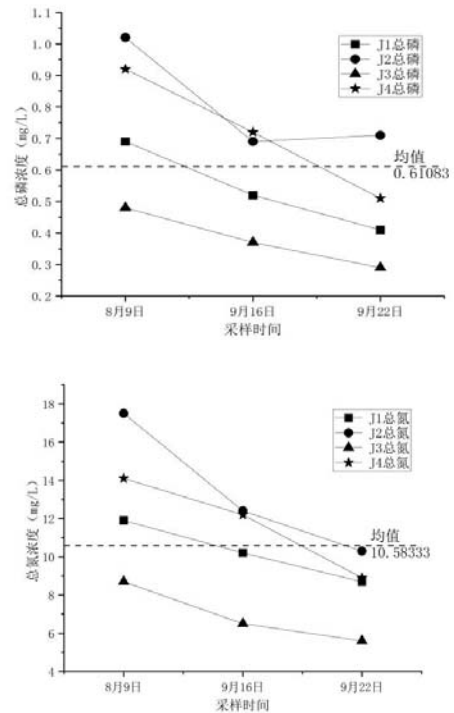 1.1
1.0
0.9
0.8
0.7
0.6
0.5
0.4
0.3
0.2
总磷浓度（mg/L）
J1总磷
J2总磷
J3总磷
J4总磷
均值
0.61083
8月9日
9月16日
9月22日
采样时间
18
16
14
12
10
8
6
4
总氮浓度（mg/L）
J1总氮
J2总氮
J3总氮
J4总氮
均值
10.58333
8月9日
9月16日
9月22日
采样时间